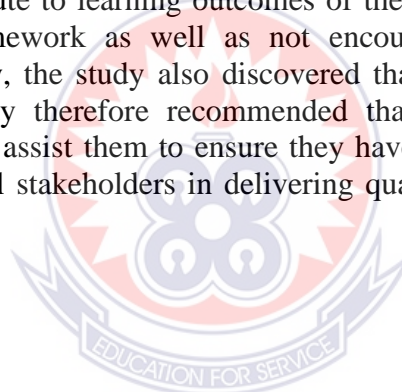 ute to learning outcomes of the
nework as well as not encou
, the study also discovered tha
y therefore recommended tha
assist them to ensure they have
l stakeholders in delivering qua
EDUCATION FOR SERVICE